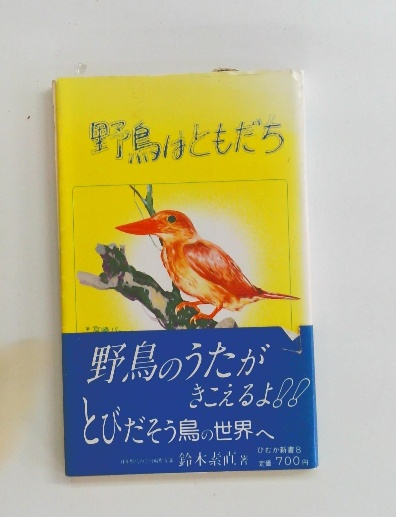 野鳥はともだち
野鳥のうたが
きこえるよ!!
とびだそう鳥の世界へ
鈴木素直著
ひむか新書8
定価 700円